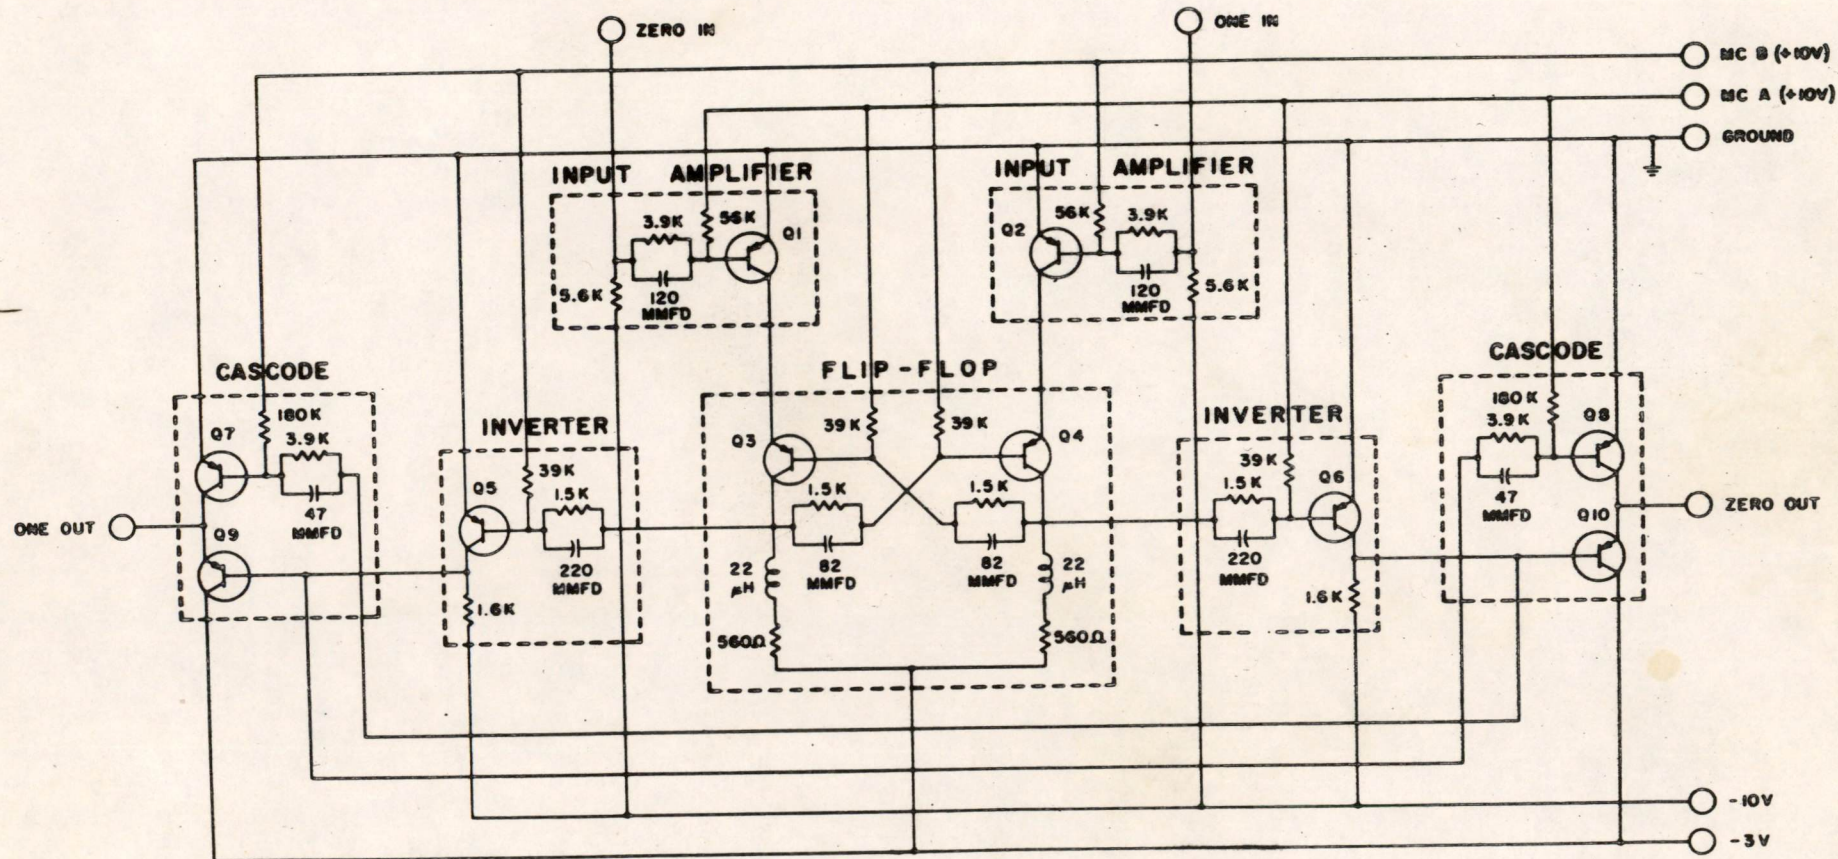 ZERO IN
ONE IN
MC B (+10V)
MC A (+10V)
GROUND
INPUT AMPLIFIER
3.9K
56K
Q1
5.6K
120
MMFD
INPUT AMPLIFIER
Q2
56K
3.9K
120
MMFD
5.6K
CASCODE
Q7
180K
3.9K
47
MMFD
Q9
ONE OUT
INVERTER
Q5
39K
1.5K
220
MMFD
1.6K
FLIP-FLOP
Q3
39K
39K
Q4
1.5K
1.5K
82
MMFD
82
MMFD
22
μH
22
μH
560Ω
560Ω
INVERTER
39K
Q6
1.5K
220
MMFD
1.6K
CASCODE
180K
3.9K
Q8
47
MMFD
Q10
ZERO OUT
-10V
-3V